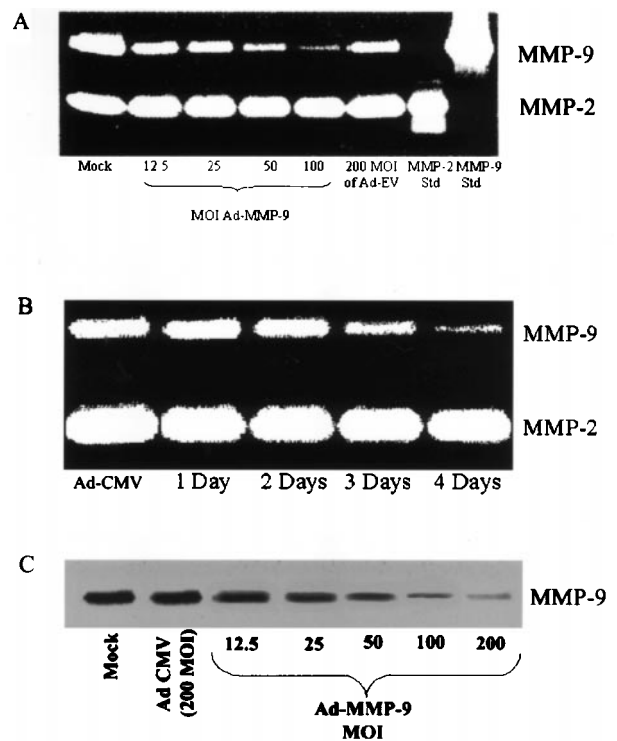 A
MMP-9
MMP-2
Mock 12 5 25 50 100 200 MOI of Ad-EV MMP-2 Std MMP-9 Std
MOI Ad-MMP-9
B
MMP-9
MMP-2
Ad-CMV 1 Day 2 Days 3 Days 4 Days
C
MMP-9
Mock Ad CMV (200 MOI) 12.5 25 50 100 200
Ad-MMP-9
MOI